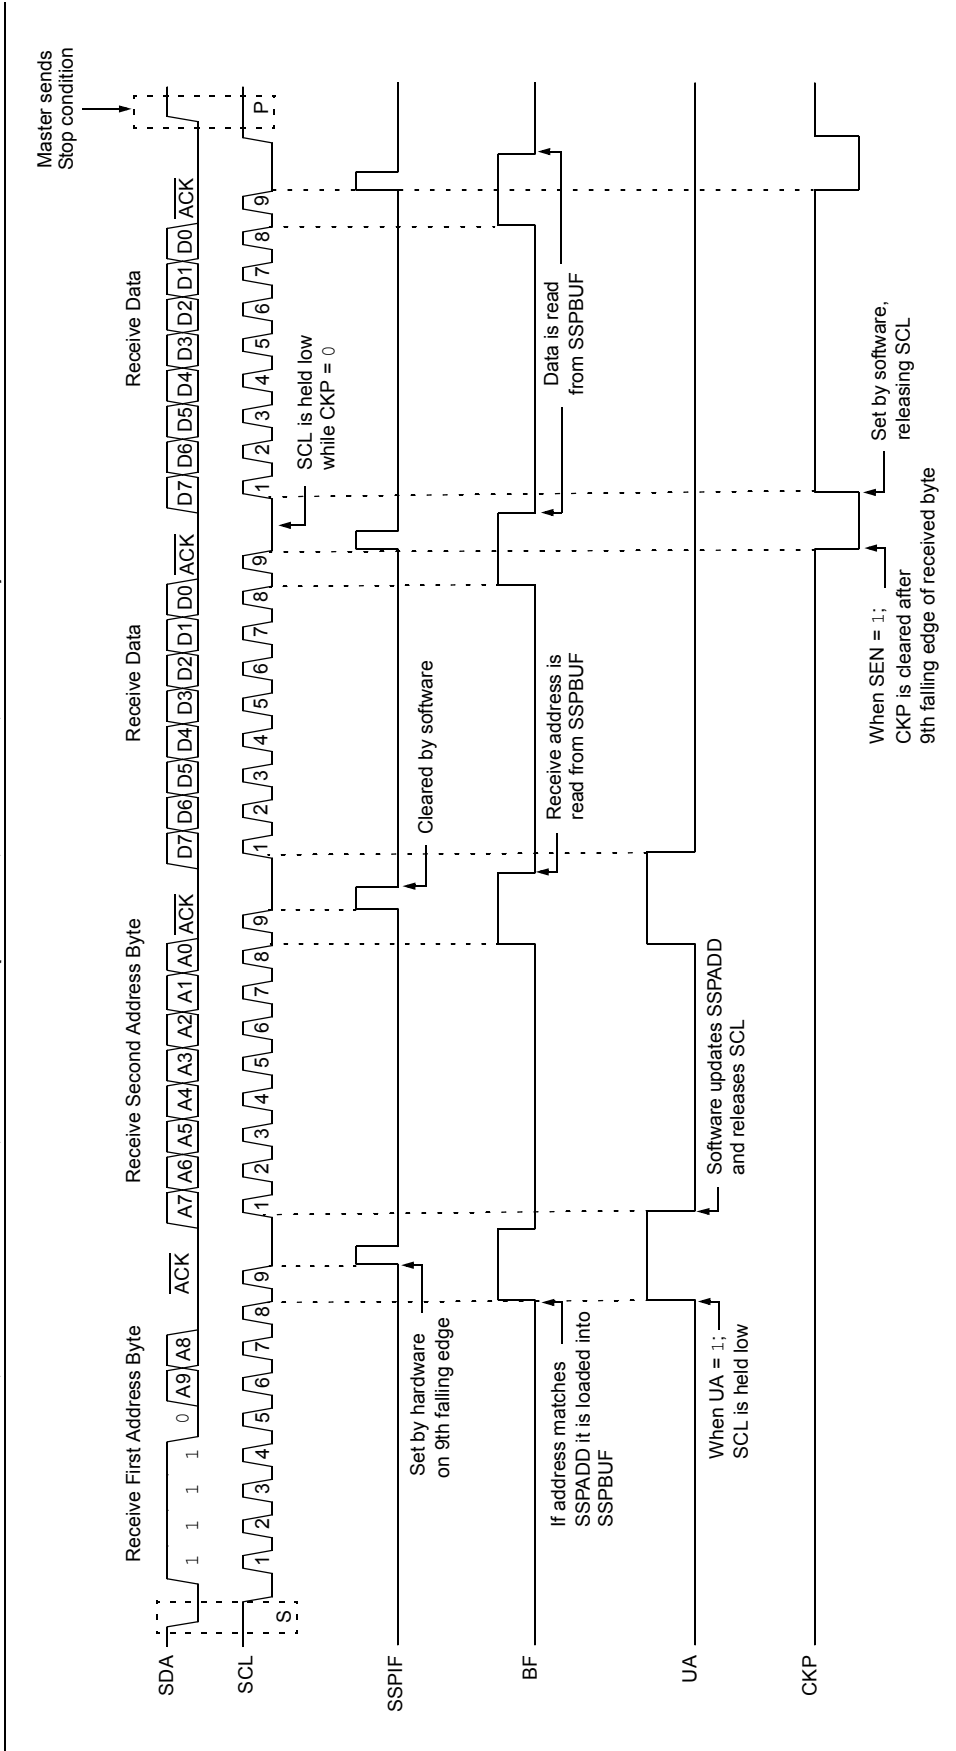 Master sends
Stop condition
Receive First Address Byte
Receive Second Address Byte
Receive Data
Receive Data
SDA
1 1 1 1 0 A9 A8 ACK A7 A6 A5 A4 A3 A2 A1 A0 ACK D7 D6 D5 D4 D3 D2 D1 D0 ACK D7 D6 D5 D4 D3 D2 D1 D0 ACK
SCL
S 1 2 3 4 5 6 7 8 9 1 2 3 4 5 6 7 8 9 1 2 3 4 5 6 7 8 9 1 2 3 4 5 6 7 8 9 P
SCL is held low
while CKP = 0
SSPIF
Set by hardware
on 9th falling edge
Cleared by software
BF
If address matches
SSPADD it is loaded into
SSPBUF
Receive address is
read from SSPBUF
Data is read
from SSPBUF
UA
When UA = 1;
SCL is held low
Software updates SSPADD
and releases SCL
CKP
When SEN = 1;
CKP is cleared after
9th falling edge of received byte
Set by software,
releasing SCL